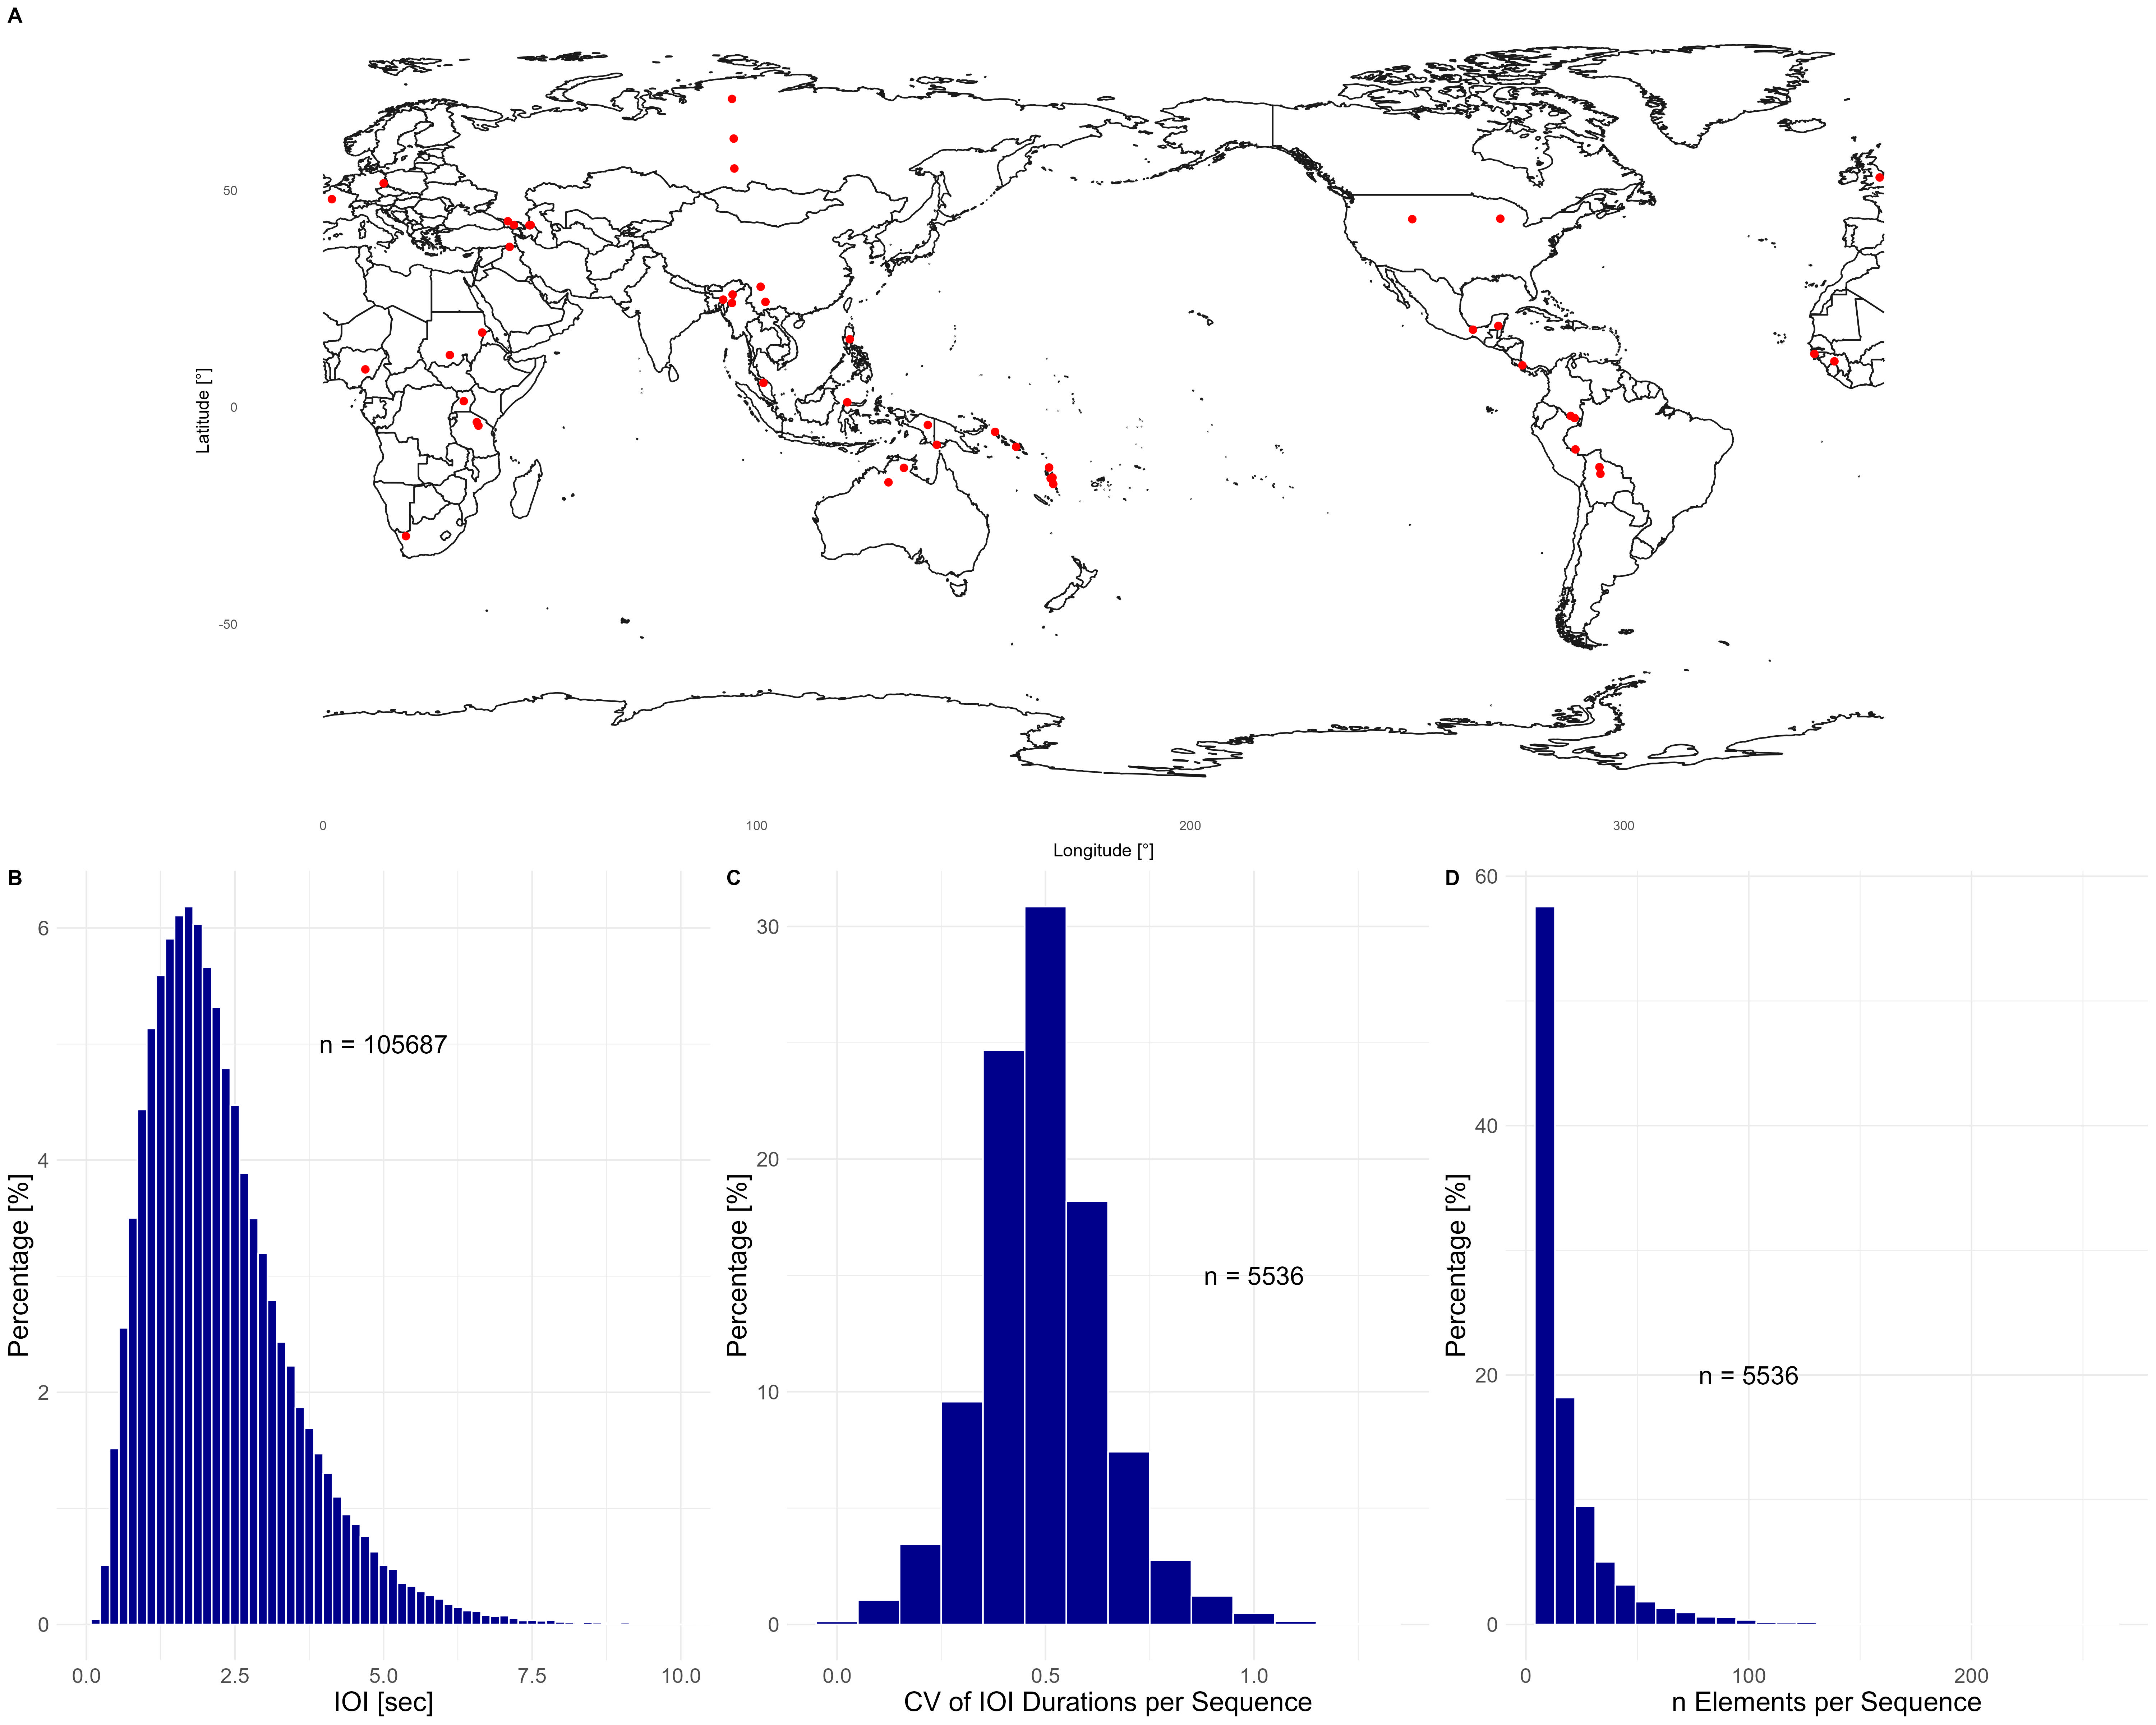 A
50
0
-50
Latitude [°]
0
100
200
300
Longitude [°]
B
6
4
2
0
Percentage [%]
n = 105687
0.0
2.5
5.0
7.5
10.0
IOI [sec]
C
30
20
10
0
Percentage [%]
n = 5536
0.0
0.5
1.0
CV of IOI Durations per Sequence
D
60
40
20
0
Percentage [%]
n = 5536
0
100
200
n Elements per Sequence